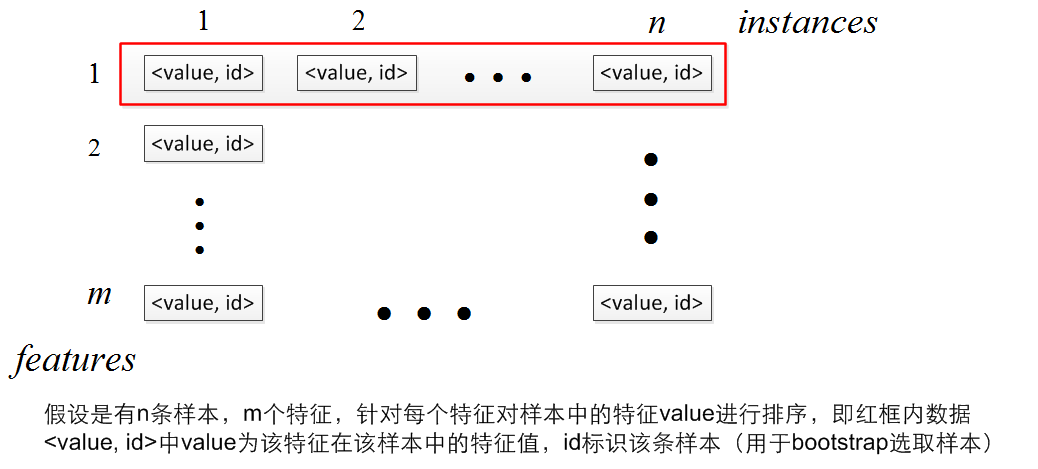 1 2 n instances
1 <value, id> <value, id> • • • <value, id>
2 <value, id>
m <value, id> • • • <value, id>
features
假设是有n条样本，m个特征，针对每个特征对样本中的特征value进行排序，即红框内数据
<value, id>中value为该特征在该样本中的特征值，id标识该条样本（用于bootstrap选取样本）